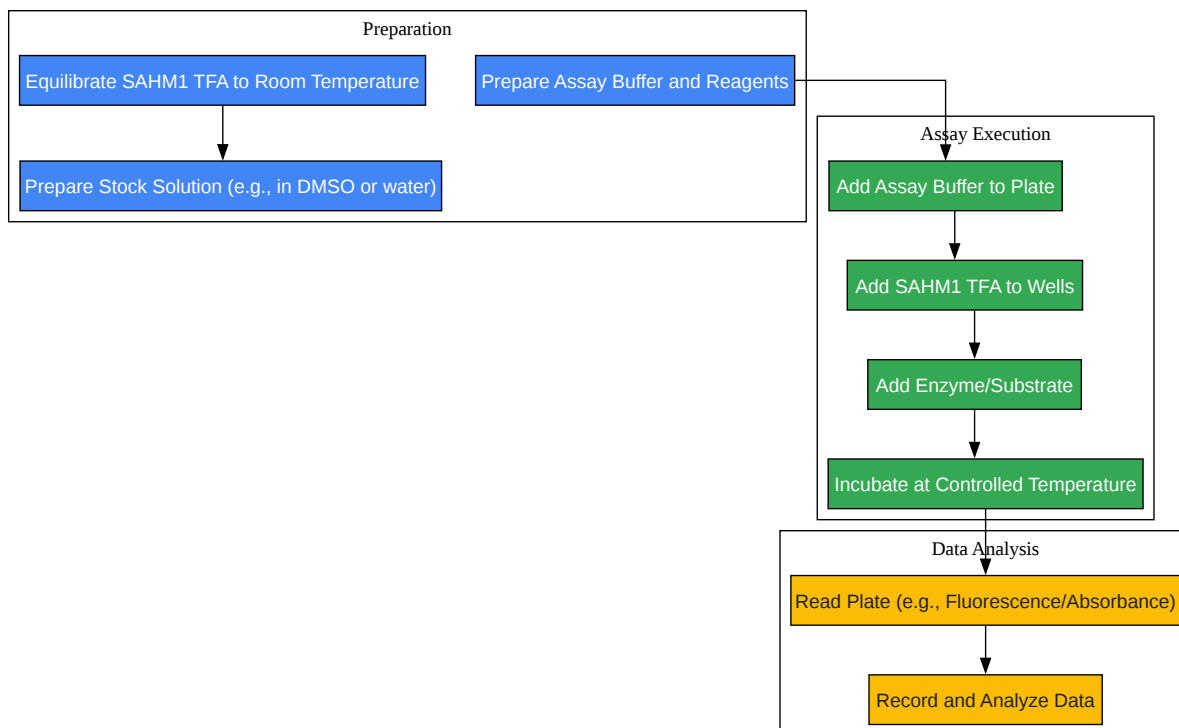 Preparation
Equilibrate SAHM1 TFA to Room Temperature
Prepare Assay Buffer and Reagents
Prepare Stock Solution (e.g., in DMSO or water)
Assay Execution
Add Assay Buffer to Plate
Add SAHM1 TFA to Wells
Add Enzyme/Substrate
Incubate at Controlled Temperature
Data Analysis
Read Plate (e.g., Fluorescence/Absorbance)
Record and Analyze Data